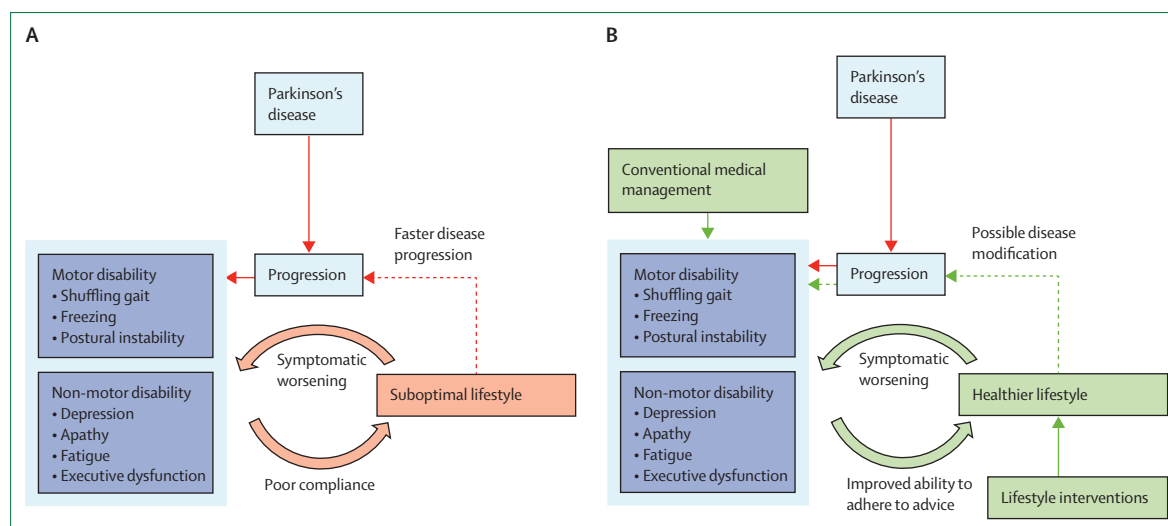 A
Parkinson's
disease
Faster disease
progression
Progression
Motor disability
• Shuffling gait
• Freezing
• Postural instability
Symptomatic
worsening
Suboptimal lifestyle
Non-motor disability
• Depression
• Apathy
• Fatigue
• Executive dysfunction
Poor compliance
B
Parkinson's
disease
Conventional medical
management
Possible disease
modification
Progression
Motor disability
• Shuffling gait
• Freezing
• Postural instability
Symptomatic
worsening
Healthier lifestyle
Non-motor disability
• Depression
• Apathy
• Fatigue
• Executive dysfunction
Improved ability to
adhere to advice
Lifestyle interventions